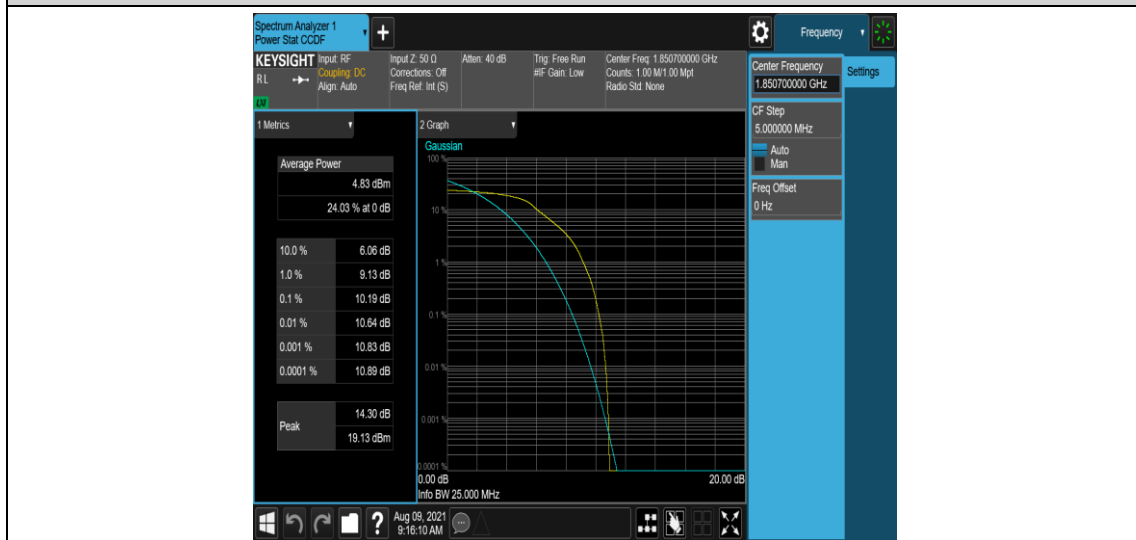 Spectrum Analyzer 1
Power Stat CCDF
+
Frequency
KEYSIGHT
RL
LXI
Input: RF
Coupling: DC
Align: Auto
Input Z: 50 Ω
Corrections: Off
Freq Ref: Int (S)
Atten: 40 dB
Trig: Free Run
#IF Gain: Low
Center Freq: 1.850700000 GHz
Counts: 1.00 M/1.00 Mpt
Radio Std: None
Center Frequency
1.850700000 GHz
Settings
CF Step
5.000000 MHz
Auto
Man
Freq Offset
0 Hz
1 Metrics
Average Power
4.83 dBm
24.03 % at 0 dB
10.0 % 6.06 dB
1.0 % 9.13 dB
0.1 % 10.19 dB
0.01 % 10.64 dB
0.001 % 10.83 dB
0.0001 % 10.89 dB
Peak
14.30 dB
19.13 dBm
2 Graph
Gaussian
100 %
10 %
1 %
0.1 %
0.01 %
0.001 %
0.0001 %
0.00 dB 20.00 dB
Info BW 25.000 MHz
?
Aug 09, 2021
9:16:10 AM